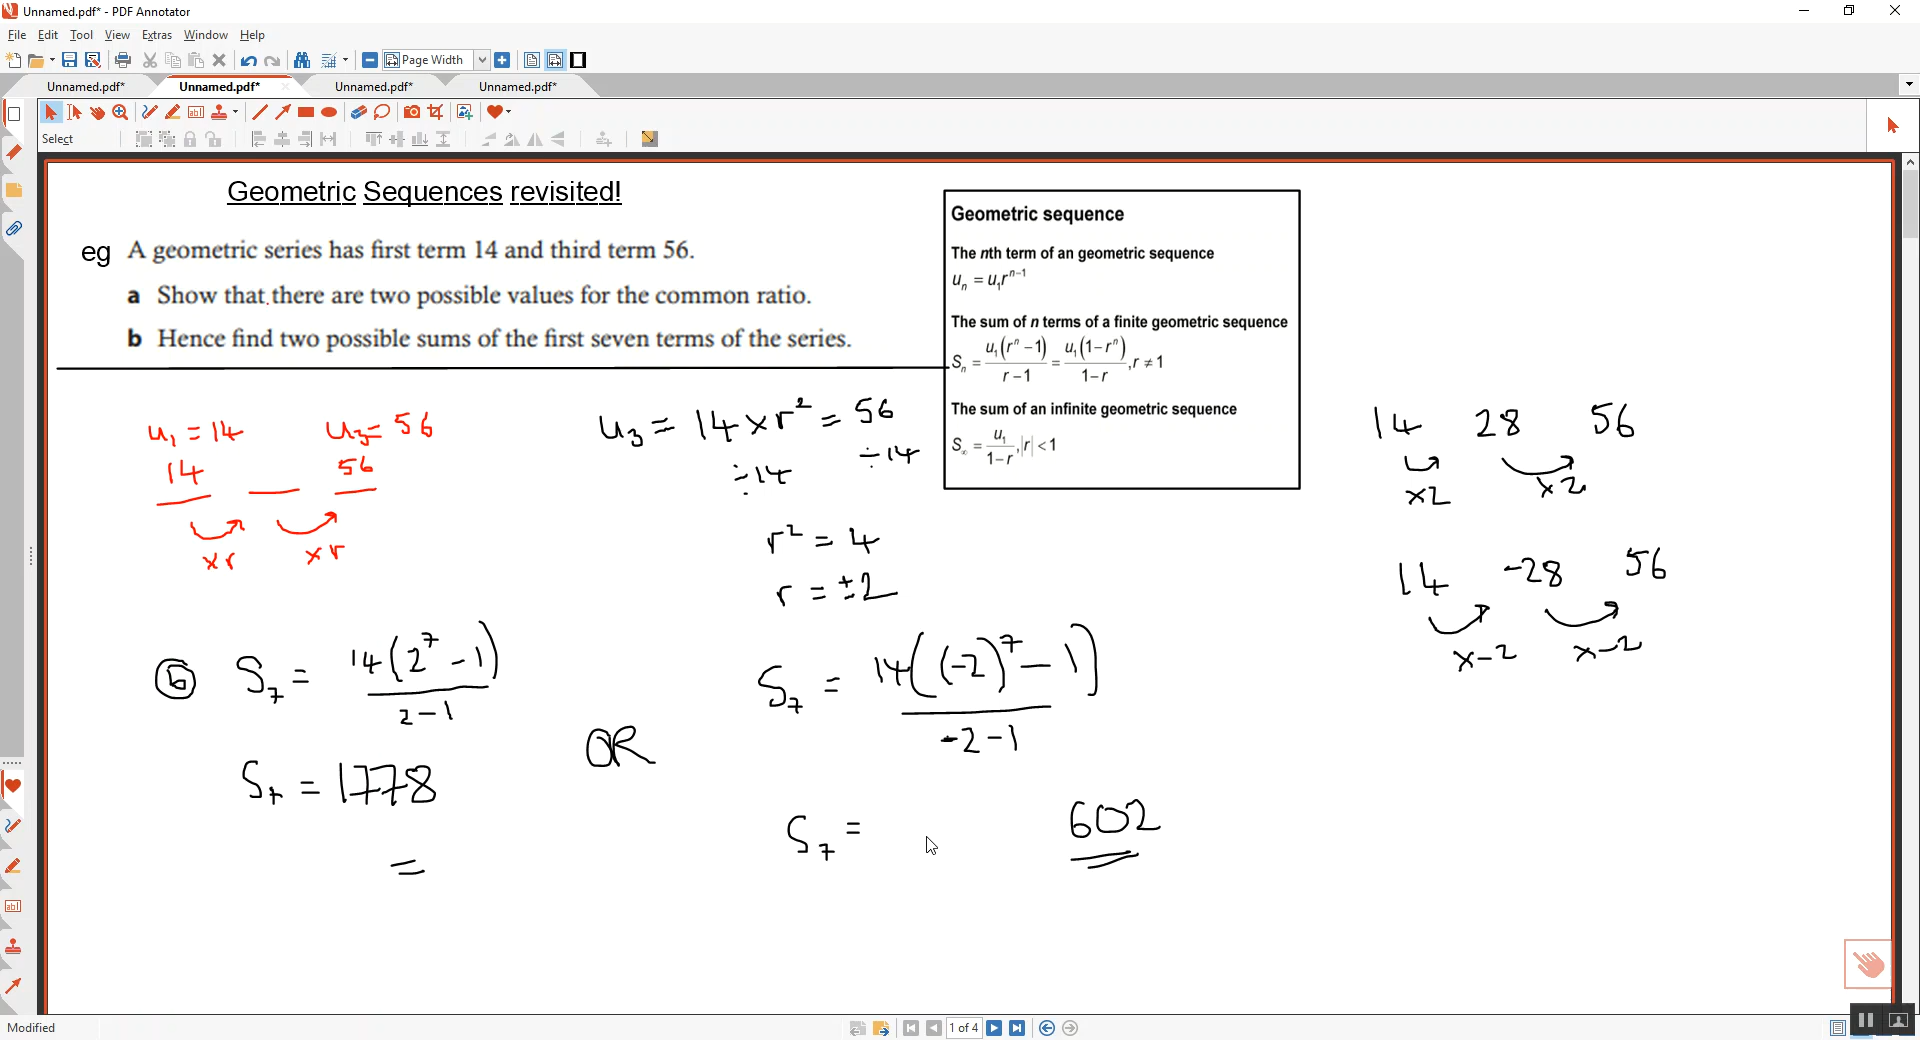 Unnamed.pdf* - PDF Annotator
File Edit Tool View Extras Window Help
Page Width
Unnamed.pdf* Unnamed.pdf* Unnamed.pdf* Unnamed.pdf*
Select
Geometric Sequences revisited!
eg A geometric series has first term 14 and third term 56.
a Show that there are two possible values for the common ratio.
b Hence find two possible sums of the first seven terms of the series.
Geometric sequence
The nth term of an geometric sequence
uₙ = u₁rⁿ⁻¹
The sum of n terms of a finite geometric sequence
Sₙ = u₁(rⁿ − 1)/(r − 1) = u₁(1 − rⁿ)/(1 − r), r ≠ 1
The sum of an infinite geometric sequence
S∞ = u₁/(1 − r), |r| < 1
u₁ = 14 u₃ = 56
14 56
xr xr
u₃ = 14 x r² = 56
÷14 ÷14
r² = 4
r = ±2
14 28 56
x2 x2
14 -28 56
x-2 x-2
b S₇ = 14(2⁷ - 1)/(2 - 1)
S₇ = 1778
OR
S₇ = 14((-2)⁷ - 1)/(-2 - 1)
S₇ = 602
Modified 1 of 4